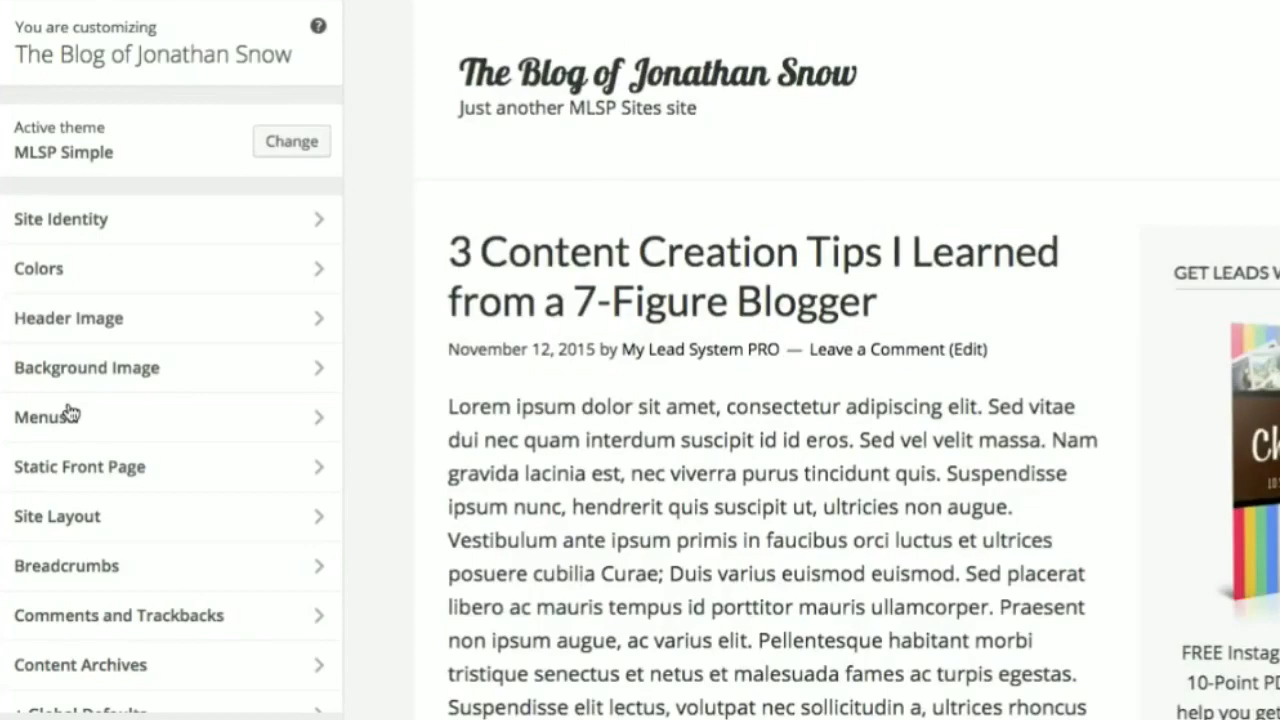 You are customizing
The Blog of Jonathan Snow
Active theme
MLSP Simple
Change
Site Identity
Colors
Header Image
Background Image
Menus
Static Front Page
Site Layout
Breadcrumbs
Comments and Trackbacks
Content Archives
Global Defaults
The Blog of Jonathan Snow
Just another MLSP Sites site
3 Content Creation Tips I Learned
from a 7-Figure Blogger
November 12, 2015 by My Lead System PRO — Leave a Comment (Edit)
Lorem ipsum dolor sit amet, consectetur adipiscing elit. Sed vitae
dui nec quam interdum suscipit id id eros. Sed vel velit massa. Nam
gravida lacinia est, nec viverra purus tincidunt quis. Suspendisse
ipsum nunc, hendrerit quis suscipit ut, ultricies non augue.
Vestibulum ante ipsum primis in faucibus orci luctus et ultrices
posuere cubilia Curae; Duis varius euismod euismod. Sed placerat
libero ac mauris tempus id porttitor mauris ullamcorper. Praesent
non ipsum augue, ac varius elit. Pellentesque habitant morbi
tristique senectus et netus et malesuada fames ac turpis egestas.
Suspendisse elit lectus, volutpat nec sollicitudin a, ultrices rhoncus
GET LEADS
FREE Instag
10-Point PD
help you get